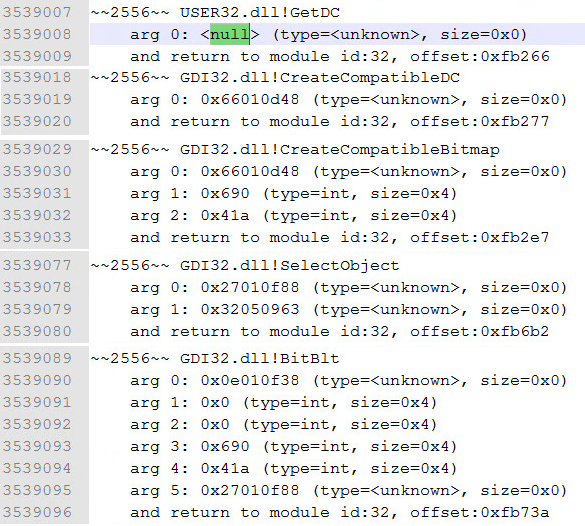 3539007 ~~2556~~ USER32.dll!GetDC
3539008 arg 0: <null> (type=<unknown>, size=0x0)
3539009 and return to module id:32, offset:0xfb266
3539018 ~~2556~~ GDI32.dll!CreateCompatibleDC
3539019 arg 0: 0x66010d48 (type=<unknown>, size=0x0)
3539020 and return to module id:32, offset:0xfb277
3539029 ~~2556~~ GDI32.dll!CreateCompatibleBitmap
3539030 arg 0: 0x66010d48 (type=<unknown>, size=0x0)
3539031 arg 1: 0x690 (type=int, size=0x4)
3539032 arg 2: 0x41a (type=int, size=0x4)
3539033 and return to module id:32, offset:0xfb2e7
3539077 ~~2556~~ GDI32.dll!SelectObject
3539078 arg 0: 0x27010f88 (type=<unknown>, size=0x0)
3539079 arg 1: 0x32050963 (type=<unknown>, size=0x0)
3539080 and return to module id:32, offset:0xfb6b2
3539089 ~~2556~~ GDI32.dll!BitBlt
3539090 arg 0: 0x0e010f38 (type=<unknown>, size=0x0)
3539091 arg 1: 0x0 (type=int, size=0x4)
3539092 arg 2: 0x0 (type=int, size=0x4)
3539093 arg 3: 0x690 (type=int, size=0x4)
3539094 arg 4: 0x41a (type=int, size=0x4)
3539095 arg 5: 0x27010f88 (type=<unknown>, size=0x0)
3539096 and return to module id:32, offset:0xfb73a